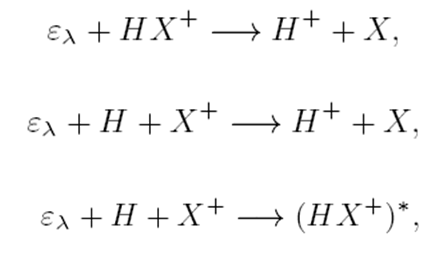 ε_λ + HX⁺ ⟶ H⁺ + X,
ε_λ + H + X⁺ ⟶ H⁺ + X,
ε_λ + H + X⁺ ⟶ (HX⁺)*,